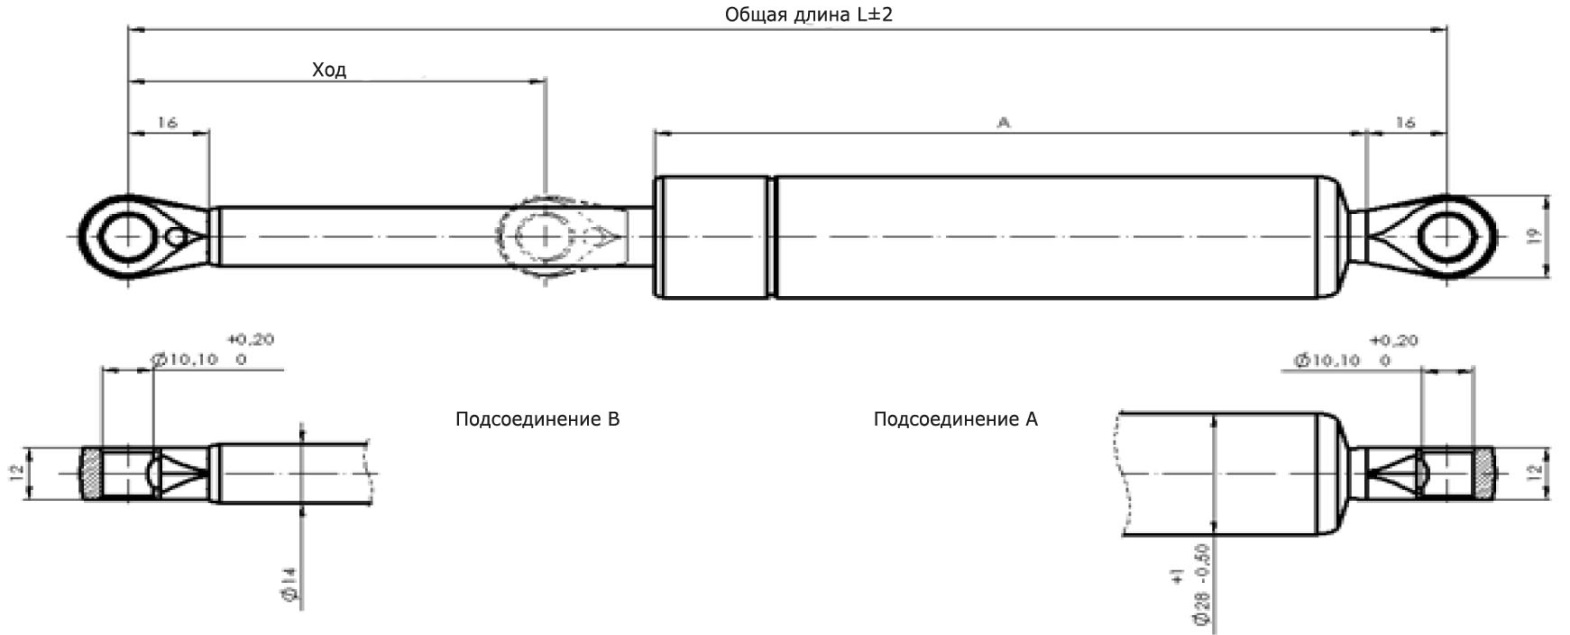 Общая длина L±2
Ход
16
A
16
19
+0,20
Ø10,10 0
+0,20
Ø10,10 0
Подсоединение B
Подсоединение A
12
12
Ø14
+1
Ø28 -0,50